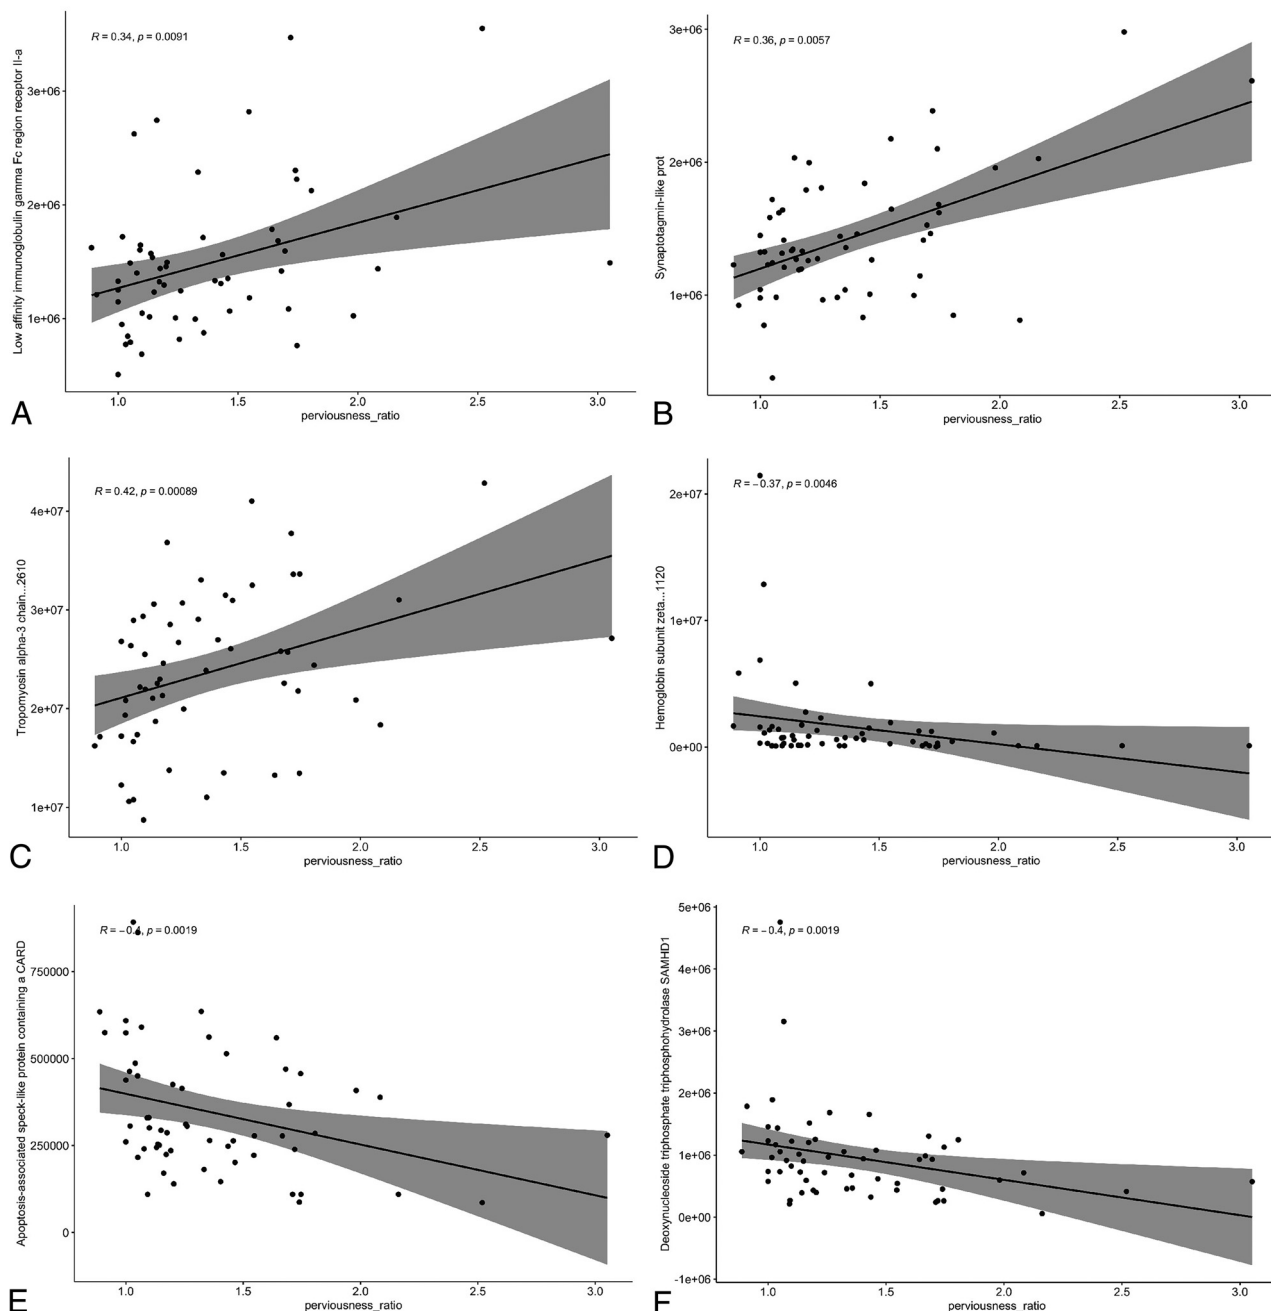 R = 0.34, p = 0.0091
Low affinity immunoglobulin gamma Fc region receptor II-a
3e+06
2e+06
1e+06
1.0 1.5 2.0 2.5 3.0
perviousness_ratio
A
R = 0.36, p = 0.0057
Synaptotagmin-like prot
3e+06
2e+06
1e+06
1.0 1.5 2.0 2.5 3.0
perviousness_ratio
B
R = 0.42, p = 0.00089
Tropomyosin alpha-3 chain...2610
4e+07
3e+07
2e+07
1e+07
1.0 1.5 2.0 2.5 3.0
perviousness_ratio
C
R = −0.37, p = 0.0046
Hemoglobin subunit zeta...1120
2e+07
1e+07
0e+00
1.0 1.5 2.0 2.5 3.0
perviousness_ratio
D
R = −0.4, p = 0.0019
Apoptosis-associated speck-like protein containing a CARD
750000
500000
250000
0
1.0 1.5 2.0 2.5 3.0
perviousness_ratio
E
R = −0.4, p = 0.0019
Deoxynucleoside triphosphate triphosphohydrolase SAMHD1
5e+06
4e+06
3e+06
2e+06
1e+06
0e+00
-1e+06
1.0 1.5 2.0 2.5 3.0
perviousness_ratio
F